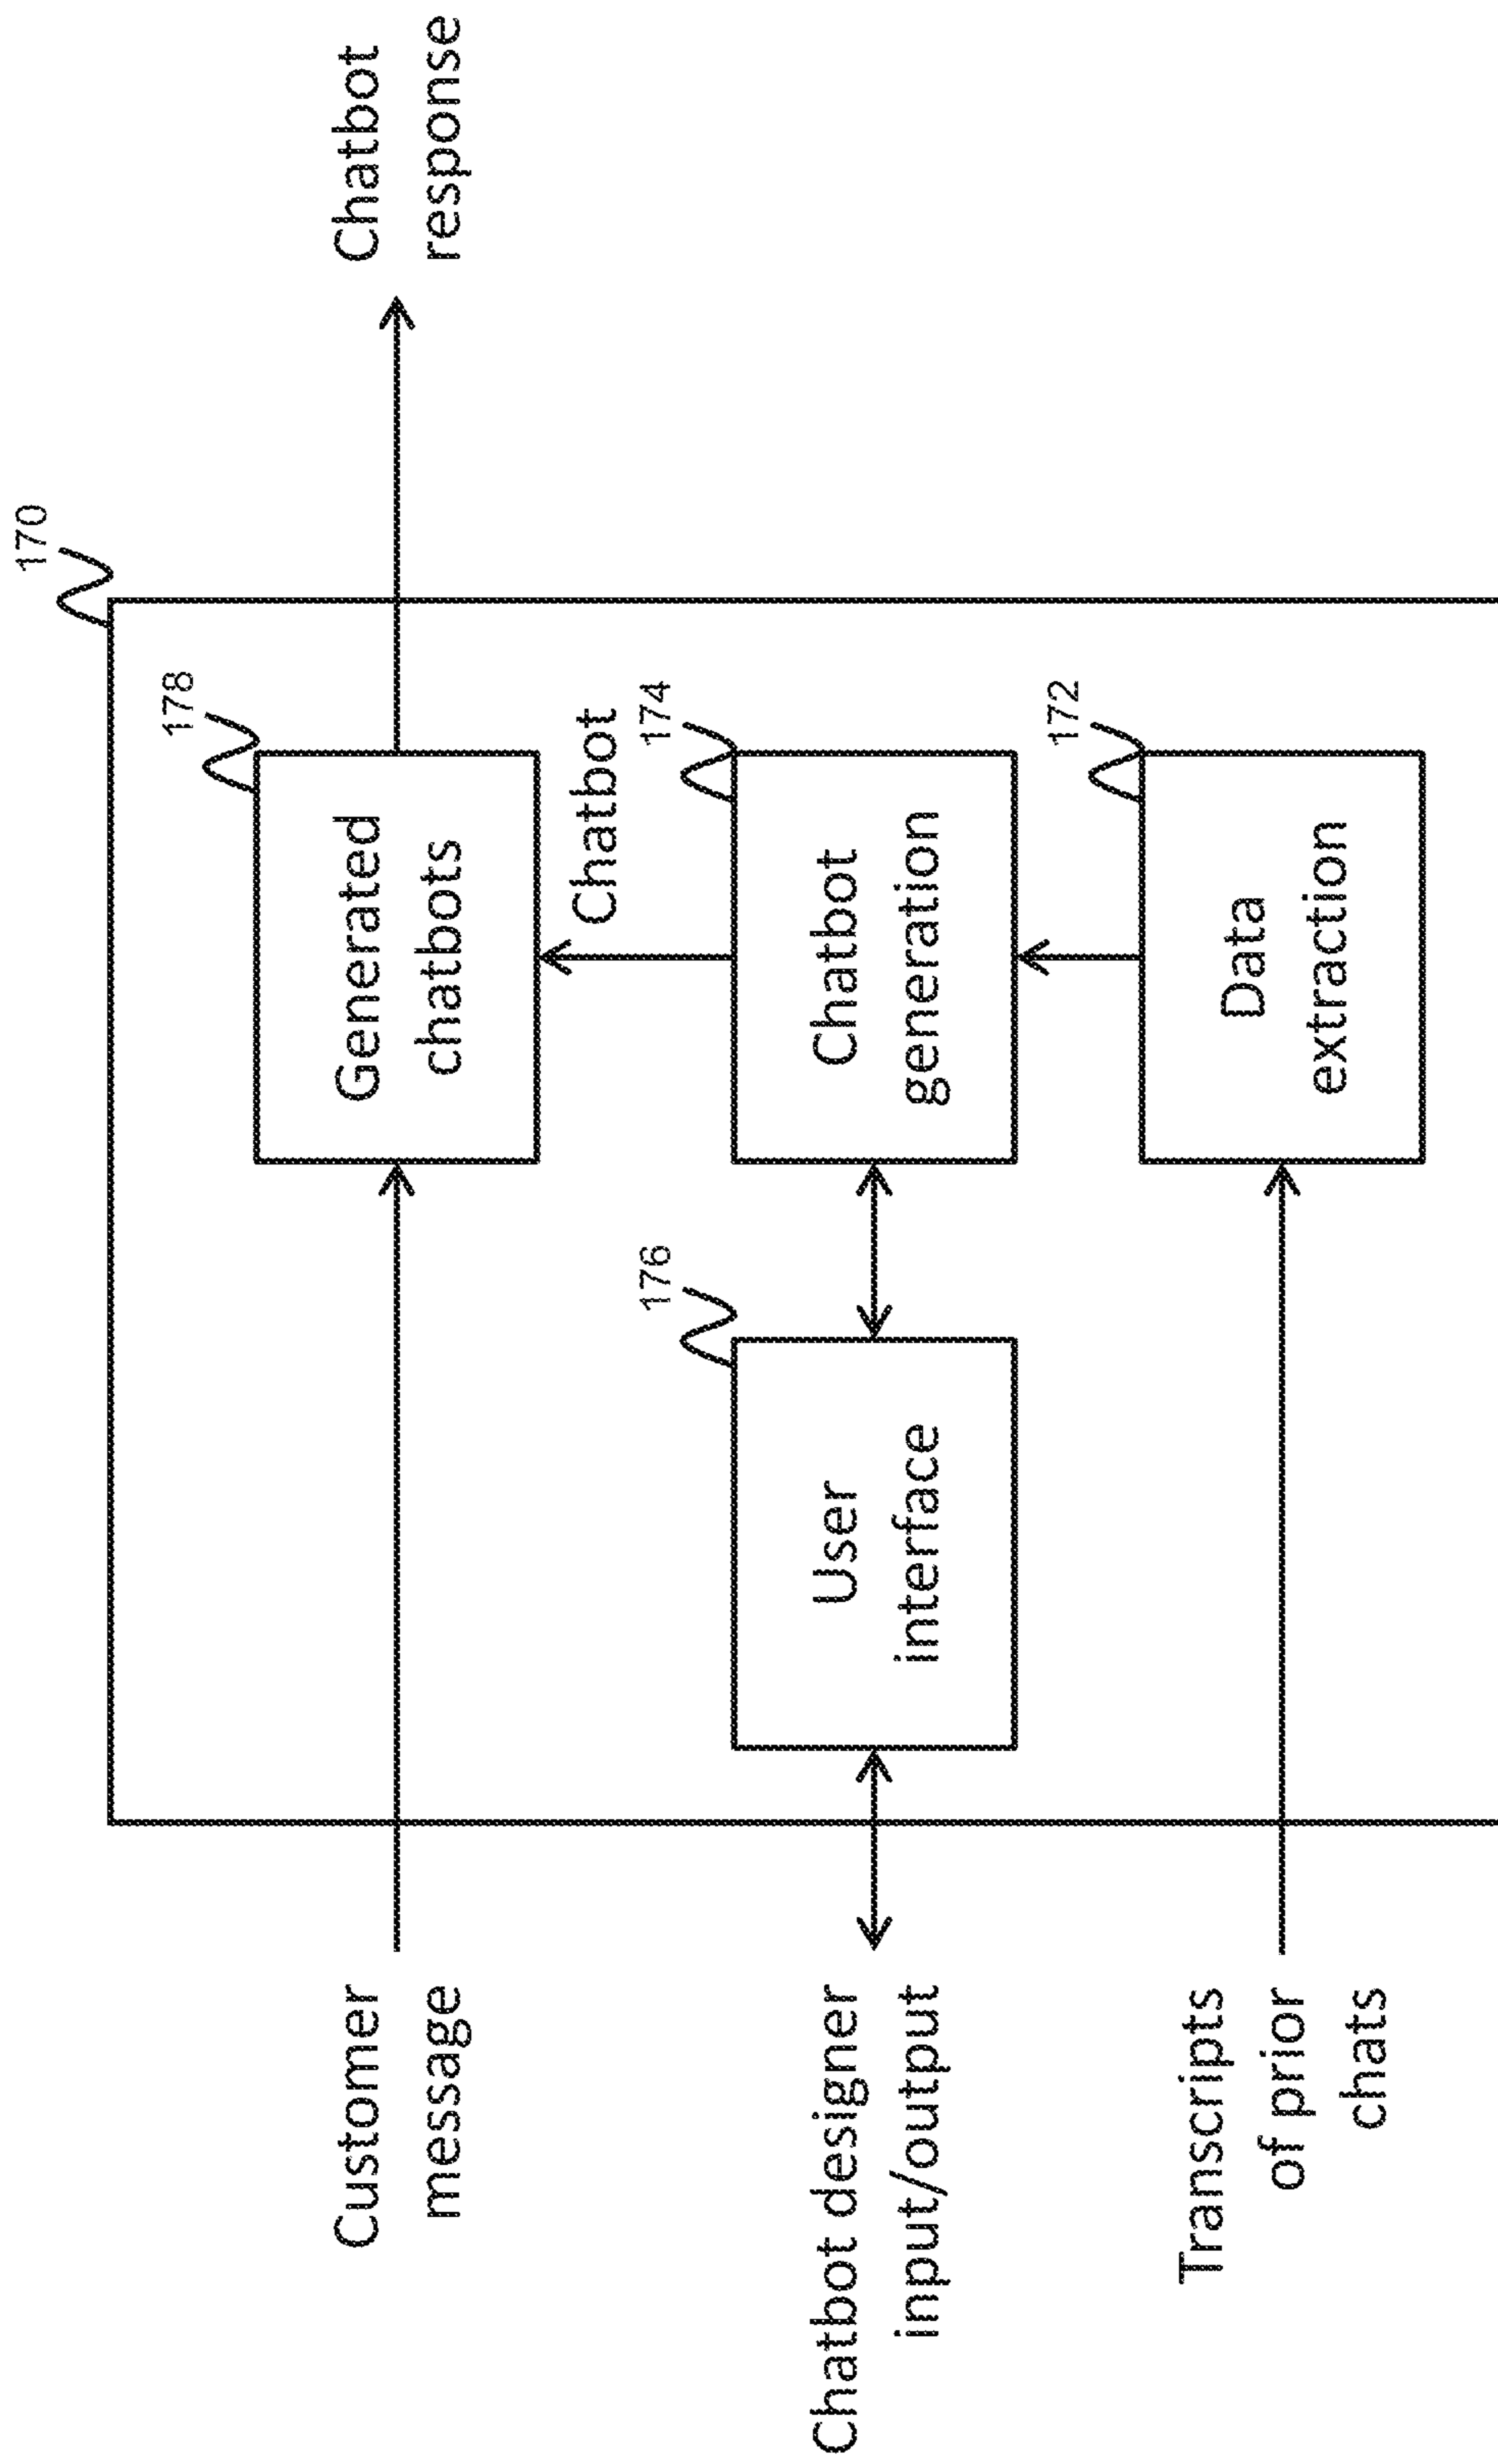 170
178
Customer
message
Generated
chatbots
Chatbot
response
Chatbot
176
174
Chatbot designer
input/output
User
interface
Chatbot
generation
172
Transcripts
of prior
chats
Data
extraction